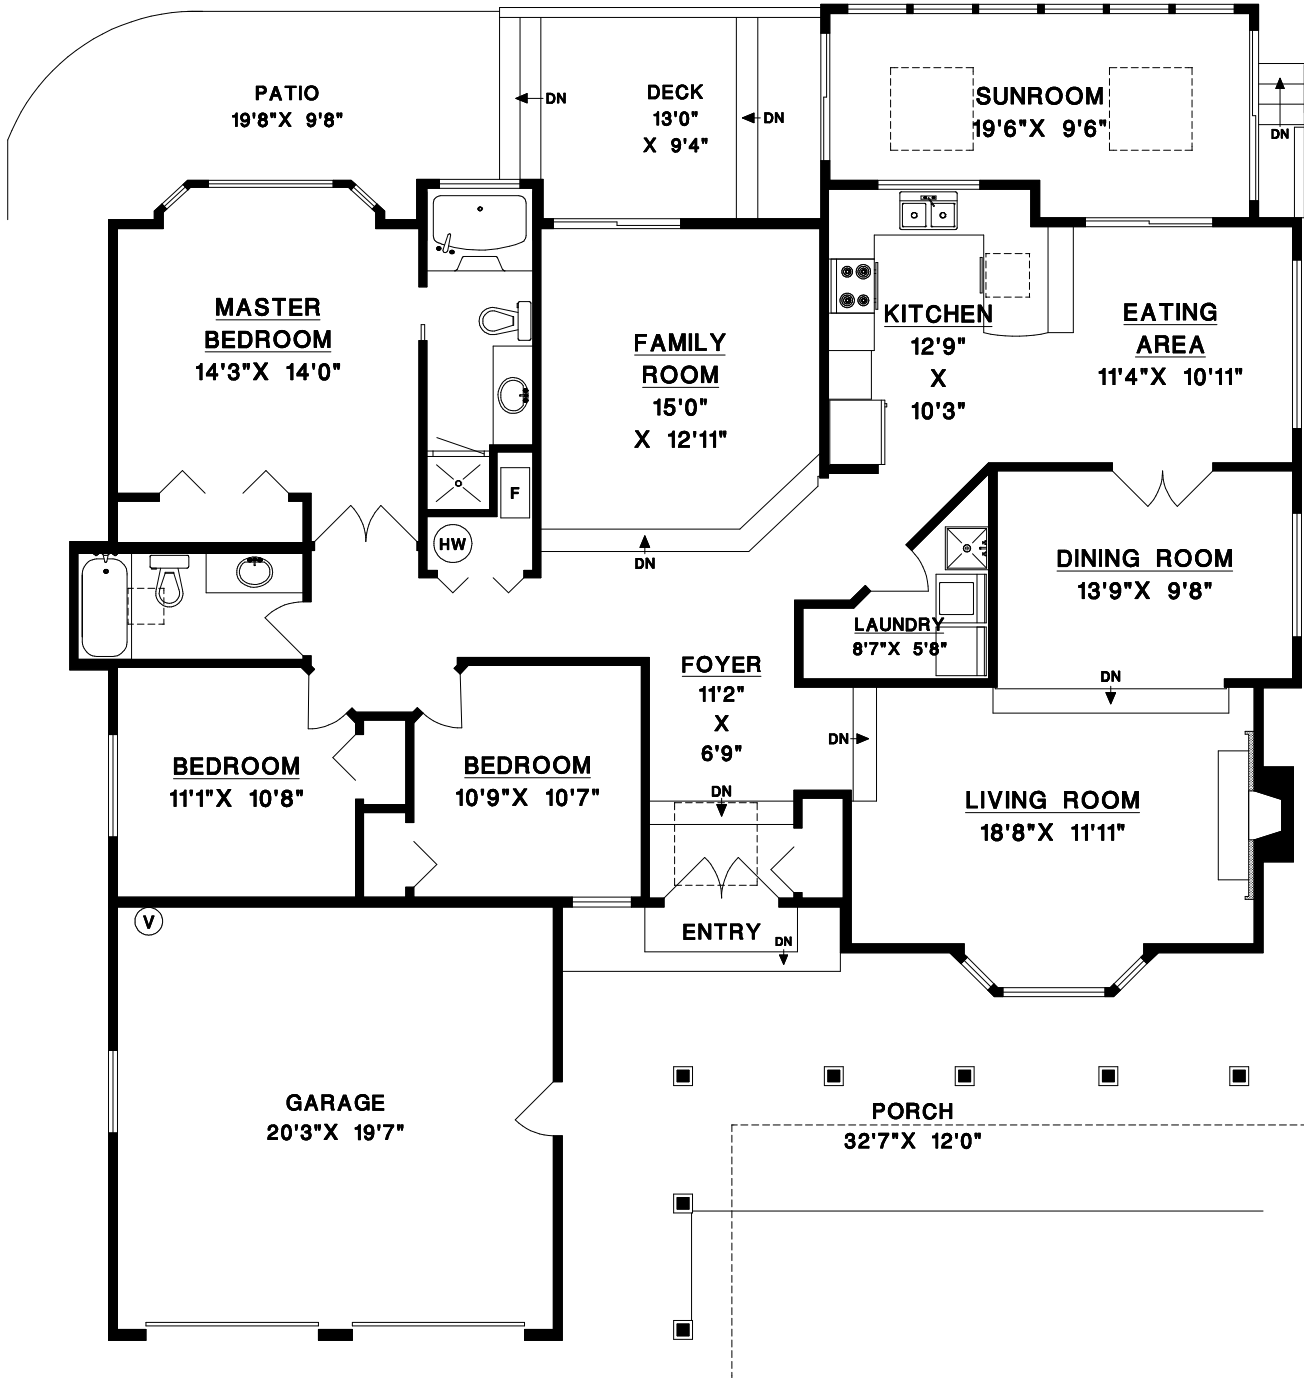 PATIO
19'8"X 9'8"
DN
DECK
13'0"
X 9'4"
DN
SUNROOM
19'6"X 9'6"
DN
MASTER
BEDROOM
14'3"X 14'0"
FAMILY
ROOM
15'0"
X 12'11"
KITCHEN
12'9"
X
10'3"
EATING
AREA
11'4"X 10'11"
F
HW
DN
DINING ROOM
13'9"X 9'8"
LAUNDRY
8'7"X 5'8"
FOYER
11'2"
X
6'9"
DN
DN
DN
BEDROOM
11'1"X 10'8"
BEDROOM
10'9"X 10'7"
LIVING ROOM
18'8"X 11'11"
V
ENTRY
DN
GARAGE
20'3"X 19'7"
PORCH
32'7"X 12'0"